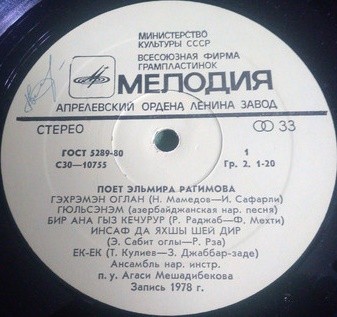 МИНИСТЕРСТВО
КУЛЬТУРЫ СССР
ВСЕСОЮЗНАЯ ФИРМА
ГРАМПЛАСТИНОК
МЕЛОДИЯ
АПРЕЛЕВСКИЙ ОРДЕНА ЛЕНИНА ЗАВОД
СТЕРЕО 33
ГОСТ 5289-80 1
С30—10755 Гр. 2. 1-20
ПОЕТ ЭЛЬМИРА РАГИМОВА
ГЭХРЭМЭН ОГЛАН (Н. Мамедов—И. Сафарли)
ГЮЛЬСЭНЭМ (азербайджанская нар. песня)
БИР АНА ГЫЗ КЕЧУРУР (Р. Раджаб—Ф. Мехти)
ИНСАФ ДА ЯХШЫ ШЕЙ ДИР
(Э. Сабит оглы—Р. Рза)
ЕК-ЕК (Т. Кулиев—З. Джаббар-заде)
Ансамбль нар. инстр.
п. у. Агаси Мешадибекова
Запись 1978 г.